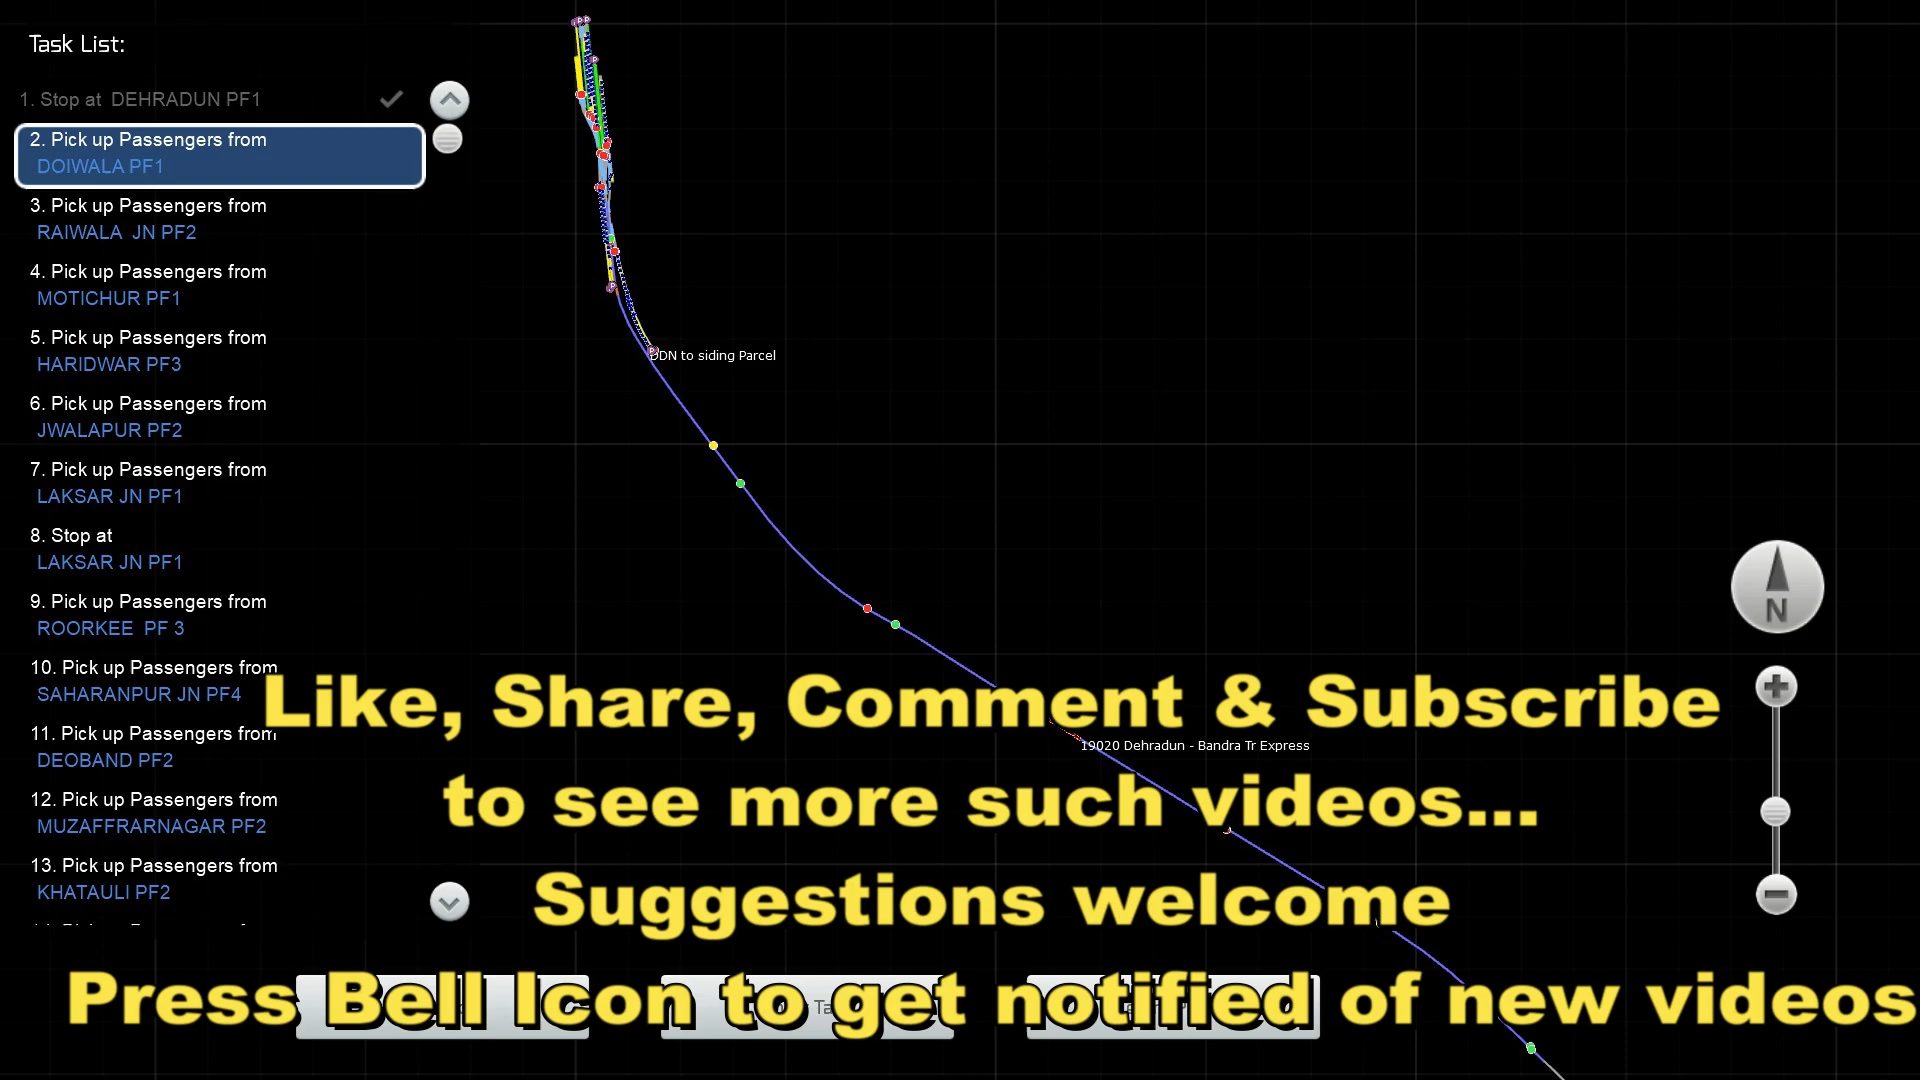 Task List:
1. Stop at  DEHRADUN PF1
2. Pick up Passengers from
DOIWALA PF1
3. Pick up Passengers from
RAIWALA  JN PF2
4. Pick up Passengers from
MOTICHUR PF1
5. Pick up Passengers from
HARIDWAR PF3
6. Pick up Passengers from
JWALAPUR PF2
7. Pick up Passengers from
LAKSAR JN PF1
8. Stop at
LAKSAR JN PF1
9. Pick up Passengers from
ROORKEE  PF 3
10. Pick up Passengers from
SAHARANPUR JN PF4
11. Pick up Passengers from
DEOBAND PF2
12. Pick up Passengers from
MUZAFFRARNAGAR PF2
13. Pick up Passengers from
KHATAULI PF2
DDN to siding Parcel
19020 Dehradun - Bandra Tr Express
N
Like, Share, Comment & Subscribe
to see more such videos...
Suggestions welcome
Press Bell Icon to get notified of new videos